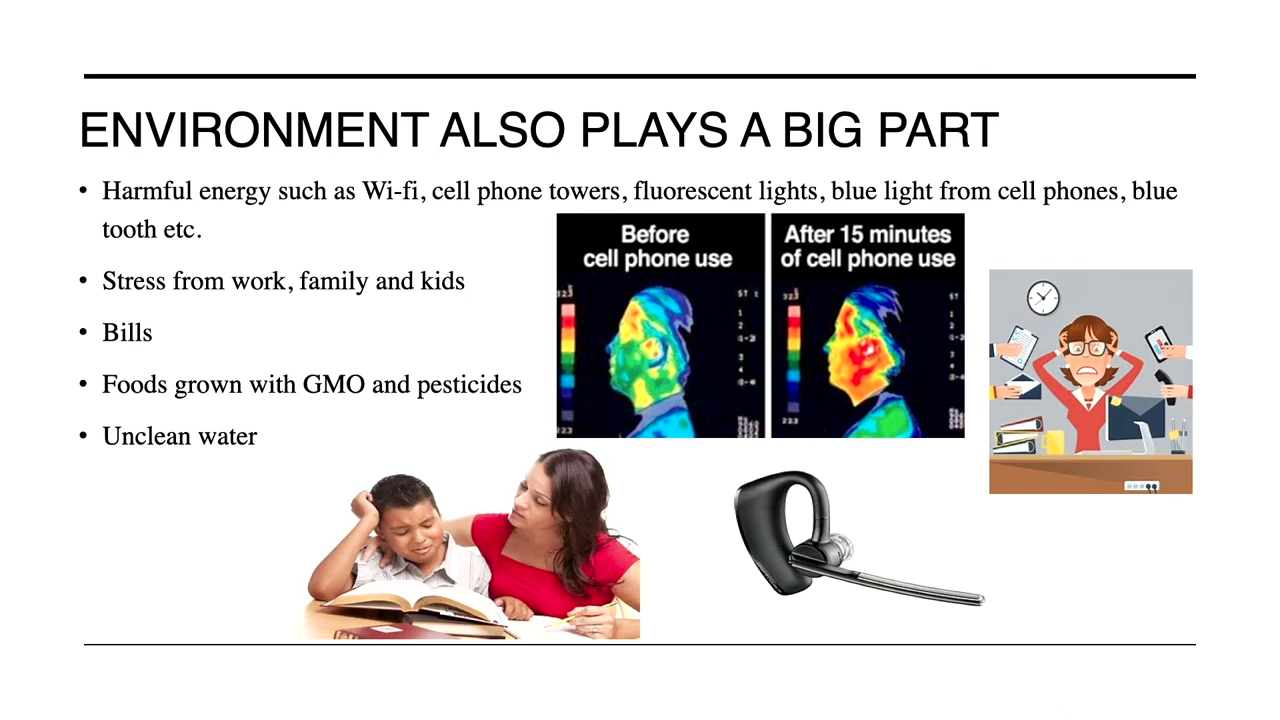 ENVIRONMENT ALSO PLAYS A BIG PART
• Harmful energy such as Wi-fi, cell phone towers, fluorescent lights, blue light from cell phones, blue
tooth etc.
• Stress from work, family and kids
• Bills
• Foods grown with GMO and pesticides
• Unclean water
Before
cell phone use
After 15 minutes
of cell phone use